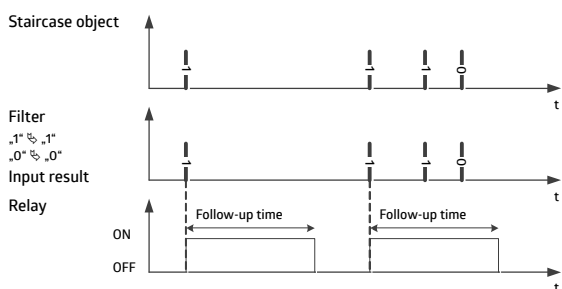 Staircase object
1 1 1 0
t
Filter
„1“ ⤷ „1“
„0“ ⤷ „0“
1 1 1 0
Input result
t
Relay
Follow-up time Follow-up time
ON
OFF
t